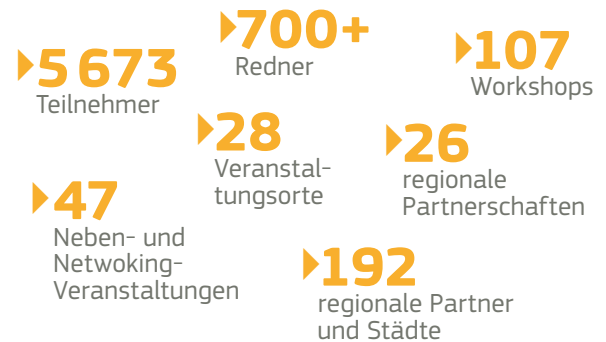 5 673
Teilnehmer
700+
Redner
107
Workshops
28
Veranstal-
tungsorte
26
regionale
Partnerschaften
47
Neben- und
Netwoking-
Veranstaltungen
192
regionale Partner
und Städte